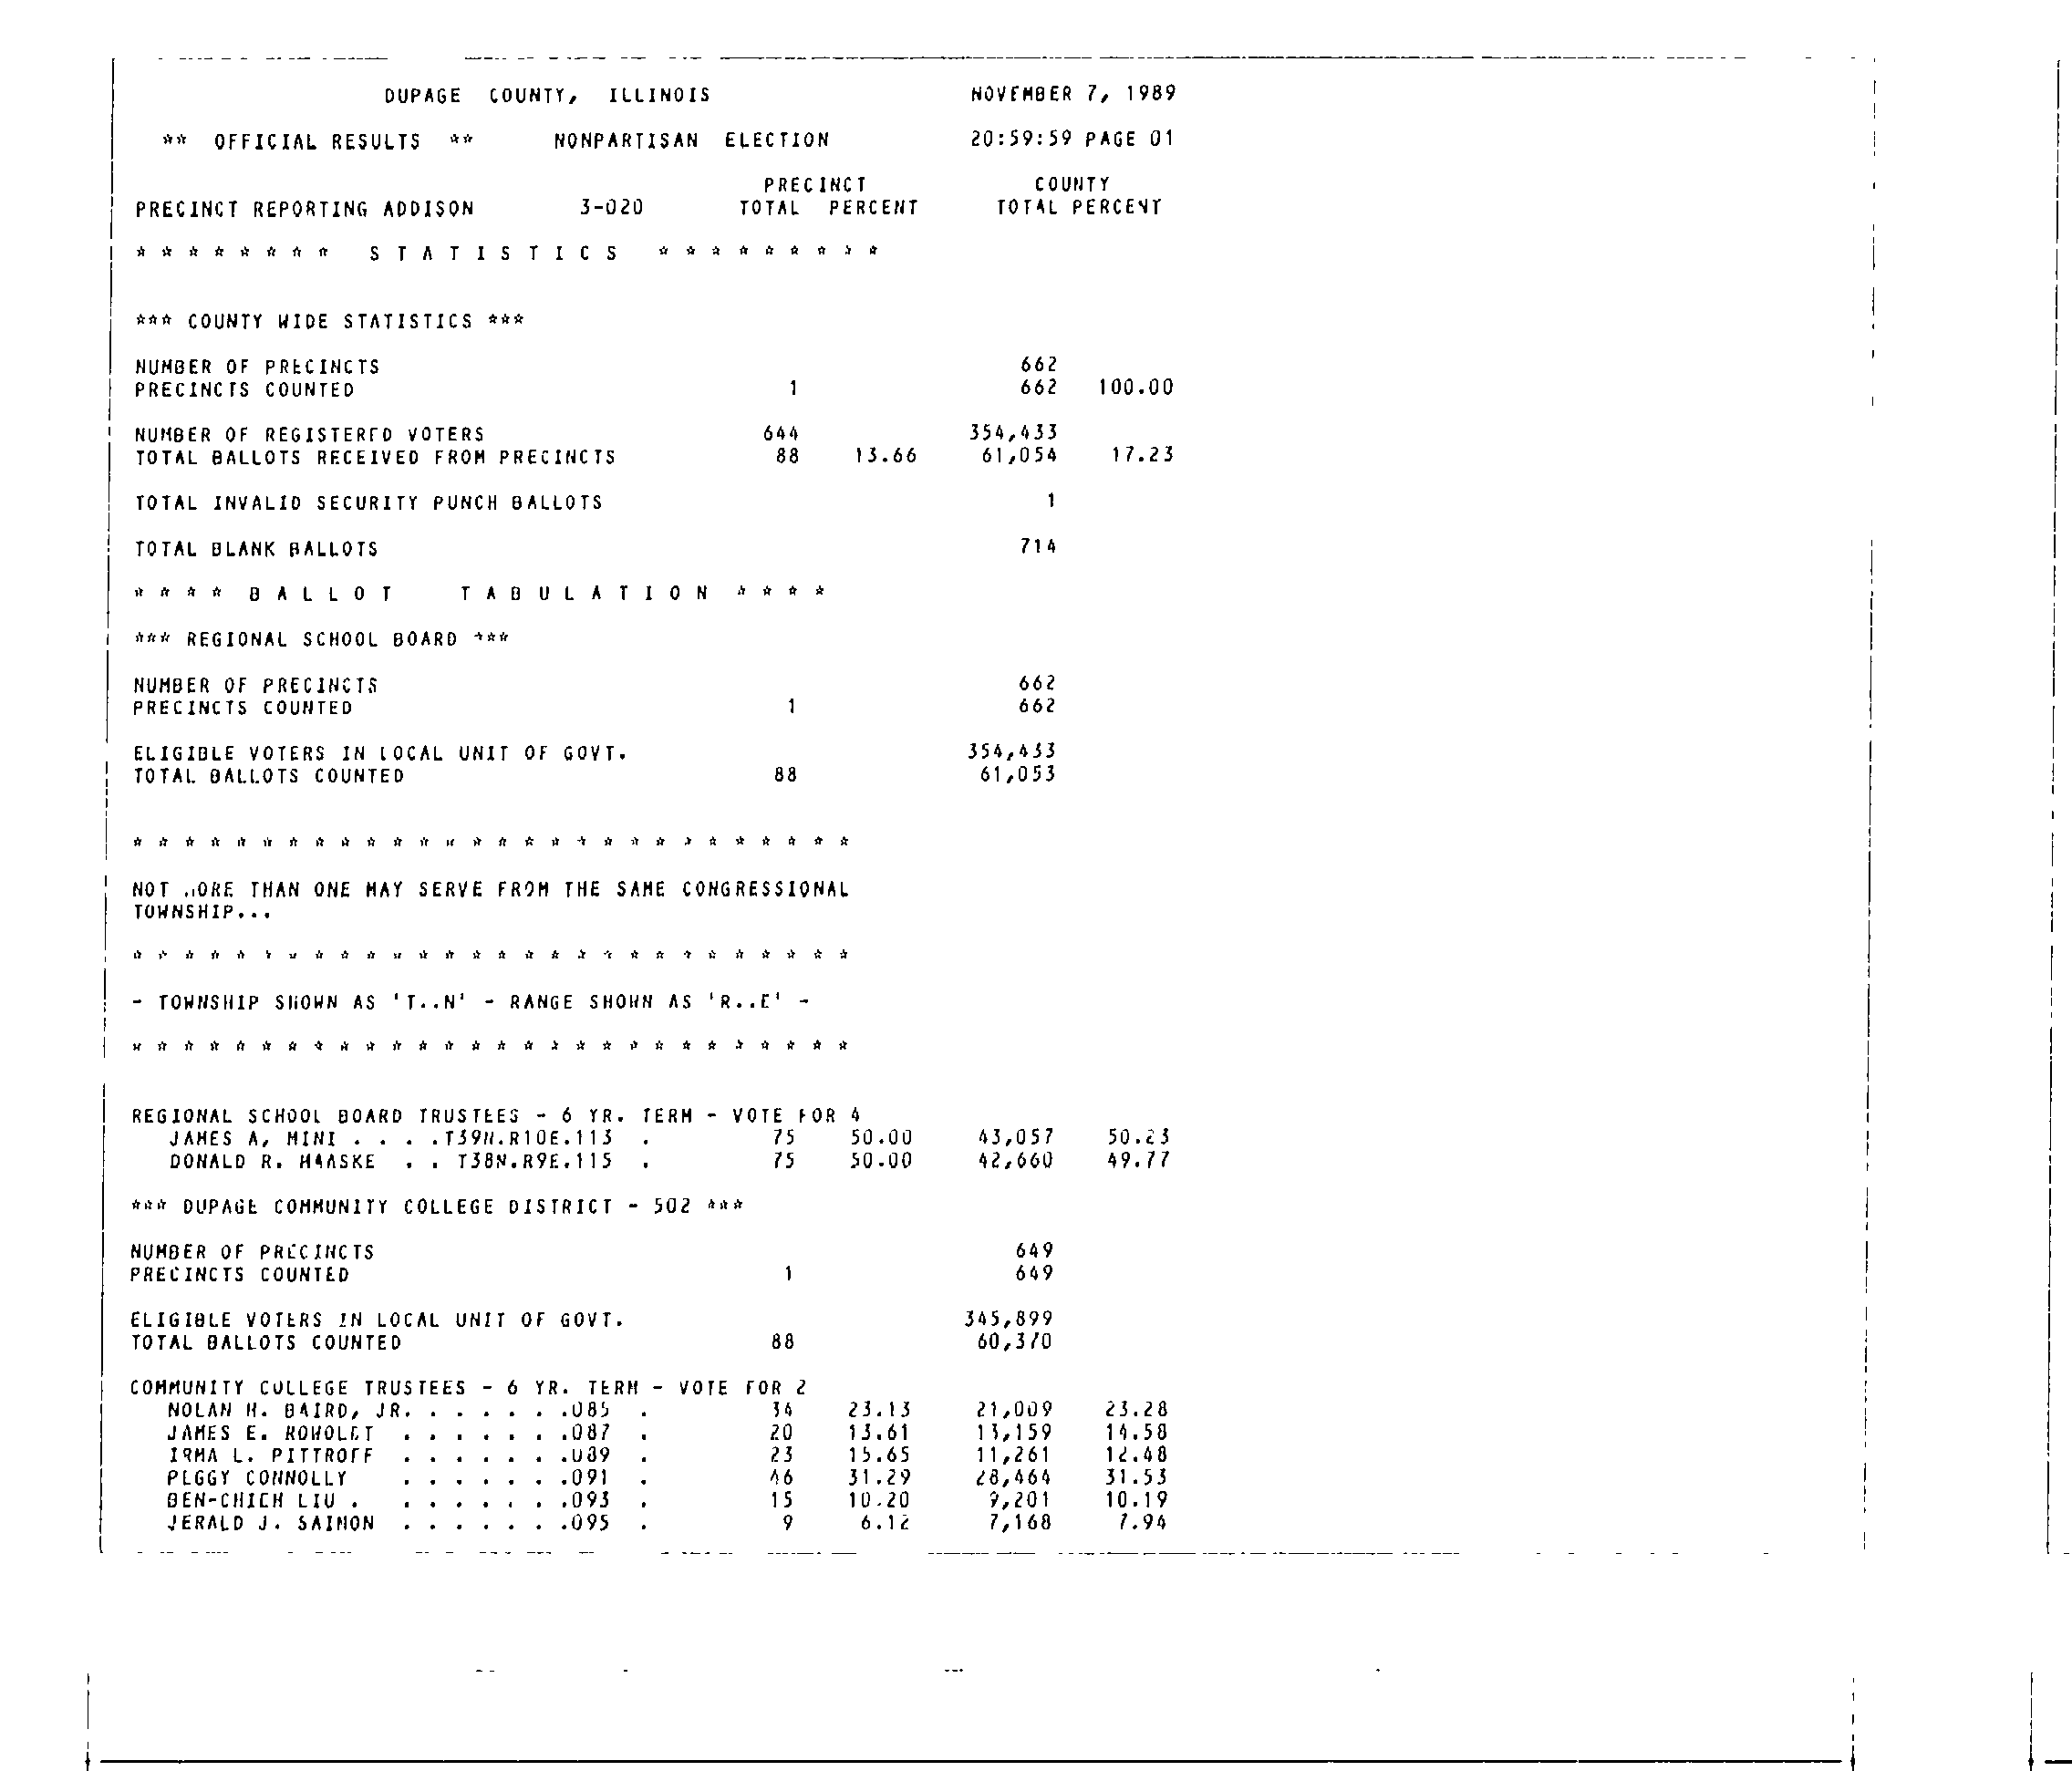 DUPAGE COUNTY, ILLINOIS NOVEMBER 7, 1989
** OFFICIAL RESULTS ** NONPARTISAN ELECTION 20:59:59 PAGE 01
PRECINCT COUNTY
PRECINCT REPORTING ADDISON 3-020 TOTAL PERCENT TOTAL PERCENT
* * * * * * * * S T A T I S T I C S * * * * * * * * *
*** COUNTY WIDE STATISTICS ***
NUMBER OF PRECINCTS 662
PRECINCTS COUNTED 1 662 100.00
NUMBER OF REGISTERED VOTERS 644 354,433
TOTAL BALLOTS RECEIVED FROM PRECINCTS 88 13.66 61,054 17.23
TOTAL INVALID SECURITY PUNCH BALLOTS 1
TOTAL BLANK BALLOTS 714
* * * * B A L L O T T A B U L A T I O N * * * *
*** REGIONAL SCHOOL BOARD ***
NUMBER OF PRECINCTS 662
PRECINCTS COUNTED 1 662
ELIGIBLE VOTERS IN LOCAL UNIT OF GOVT. 354,433
TOTAL BALLOTS COUNTED 88 61,053
* * * * * * * * * * * * * * * * * * * * * * * * * * * *
NOT MORE THAN ONE MAY SERVE FROM THE SAME CONGRESSIONAL
TOWNSHIP...
* * * * * * * * * * * * * * * * * * * * * * * * * * * *
- TOWNSHIP SHOWN AS 'T..N' - RANGE SHOWN AS 'R..E' -
* * * * * * * * * * * * * * * * * * * * * * * * * * * *
REGIONAL SCHOOL BOARD TRUSTEES - 6 YR. TERM - VOTE FOR 4
JAMES A, MINI . . . .T39N.R10E.113 . 75 50.00 43,057 50.23
DONALD R. HAASKE . . T38N.R9E.115 . 75 50.00 42,660 49.77
*** DUPAGE COMMUNITY COLLEGE DISTRICT - 502 ***
NUMBER OF PRECINCTS 649
PRECINCTS COUNTED 1 649
ELIGIBLE VOTERS IN LOCAL UNIT OF GOVT. 345,899
TOTAL BALLOTS COUNTED 88 60,370
COMMUNITY COLLEGE TRUSTEES - 6 YR. TERM - VOTE FOR 2
NOLAN H. BAIRD, JR. . . . . . .085 . 34 23.13 21,009 23.28
JAMES E. ROWOLDT . . . . . . .087 . 20 13.61 13,159 14.58
IRMA L. PITTROFF . . . . . . .089 . 23 15.65 11,261 12.48
PEGGY CONNOLLY . . . . . . .091 . 46 31.29 28,464 31.53
BEN-CHIEH LIU . . . . . . . .093 . 15 10.20 9,201 10.19
JERALD J. SAIMON . . . . . . .095 . 9 6.12 7,168 7.94